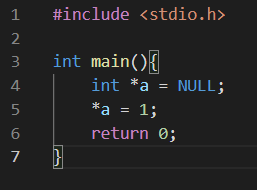 1 #include <stdio.h>
2
3 int main(){
4     int *a = NULL;
5     *a = 1;
6     return 0;
7 }